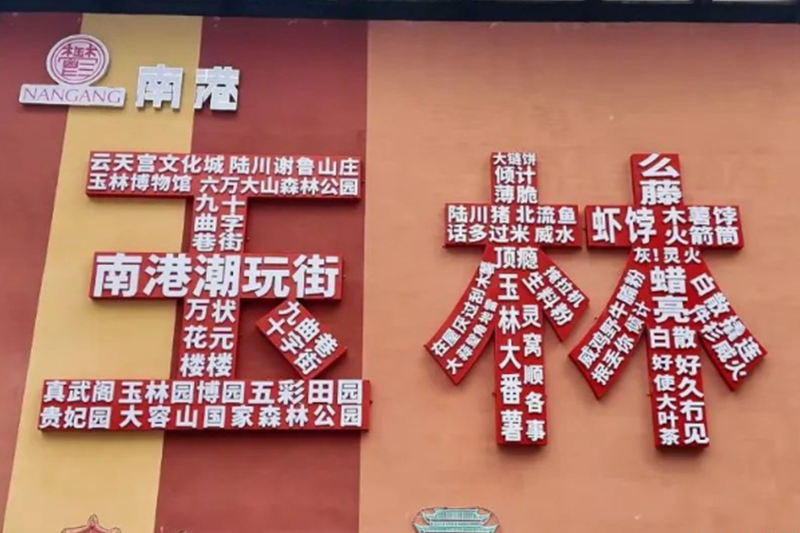 NANGANG
南港
云天宫文化城 陆川谢鲁山庄
玉林博物馆 六万大山森林公园
九十
曲字
巷街
南港潮玩街
万状
花元
楼楼
九曲巷
十字街
真武阁 玉林园博园五彩田园
贵妃园 大容山国家森林公园
大链饼
倾计
薄脆
陆川猪 北流鱼
话多过米 威水
顶瘾
玉林大番薯
灵窝顺各事
生料粉
么藤
虾饽 木薯饽
火箭筒
灰!灵火
蜡亮
白散
好便大叶茶
好久冇见